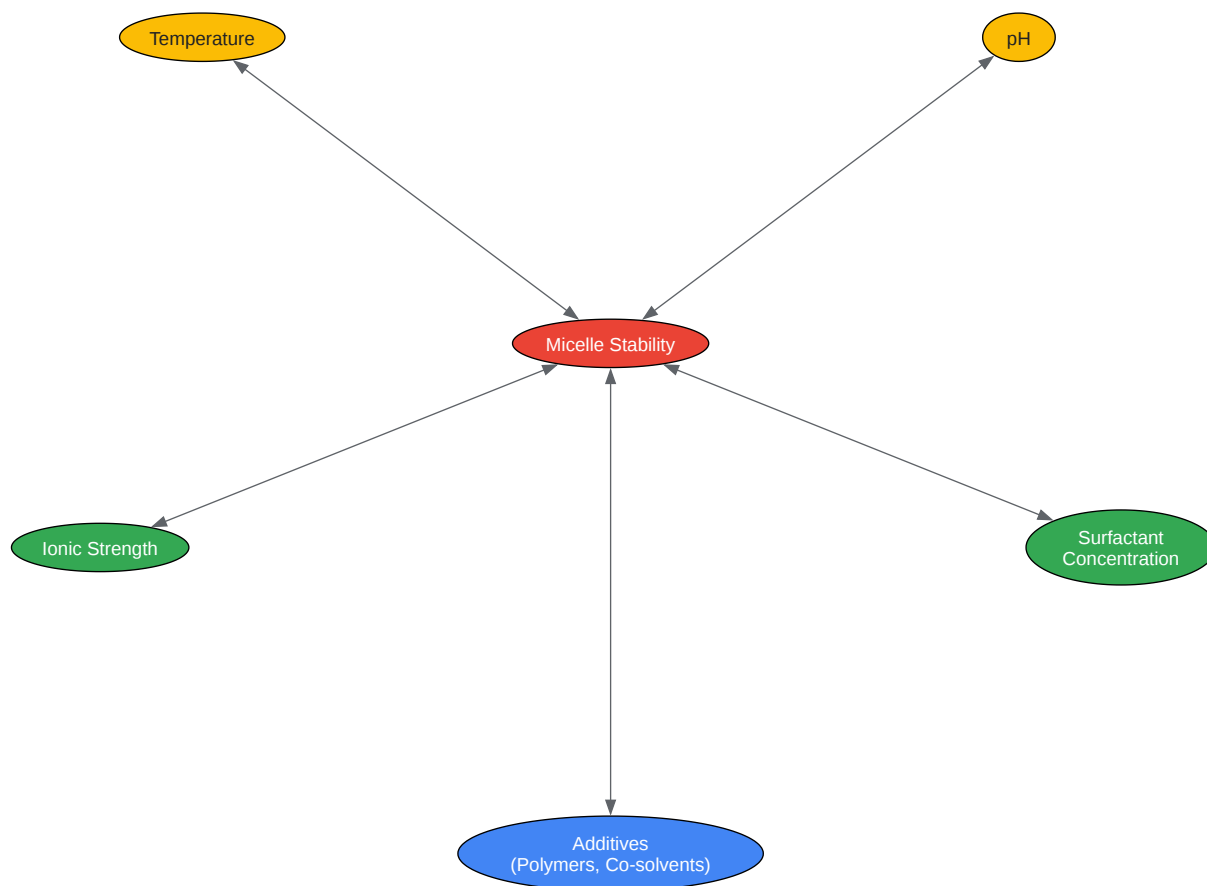 Temperature
pH
Micelle Stability
Ionic Strength
Surfactant
Concentration
Additives
(Polymers, Co-solvents)